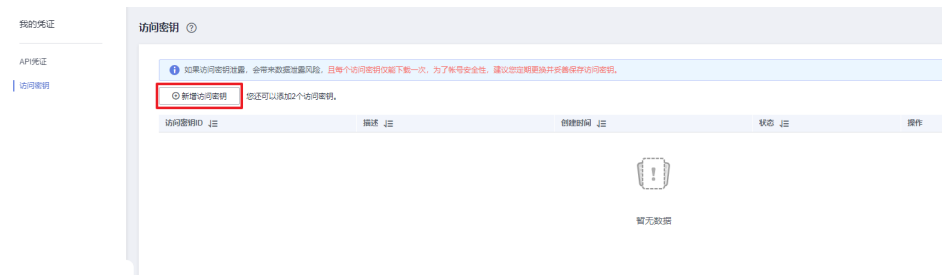 我的凭证
访问密钥 ?
API凭证
访问密钥
如果访问密钥泄露，会带来数据泄露风险，且每个访问密钥仅能下载一次，为了帐号安全性，建议您定期更换并妥善保存访问密钥。
新增访问密钥 您还可以添加2个访问密钥。
访问密钥ID 描述 创建时间 状态 操作
暂无数据